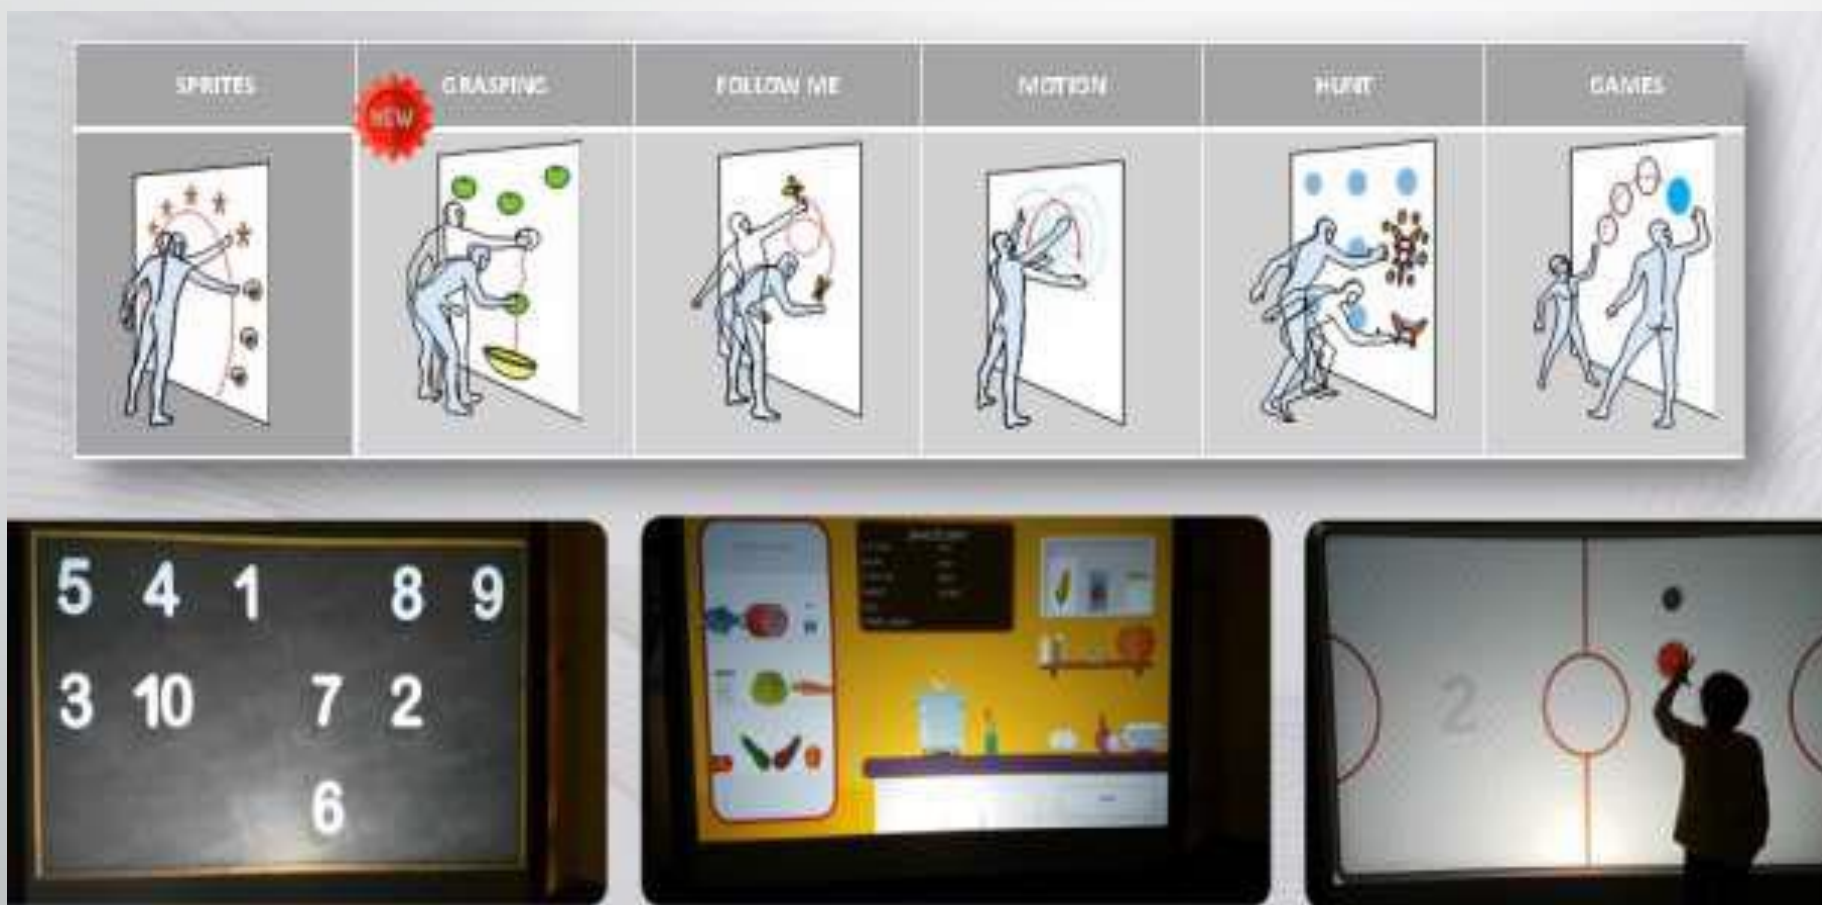 SPRITES
GRASPING
FOLLOW ME
MOTION
HUNT
GAMES
NEW
5 4 1 8 9
3 10 7 2
6
2